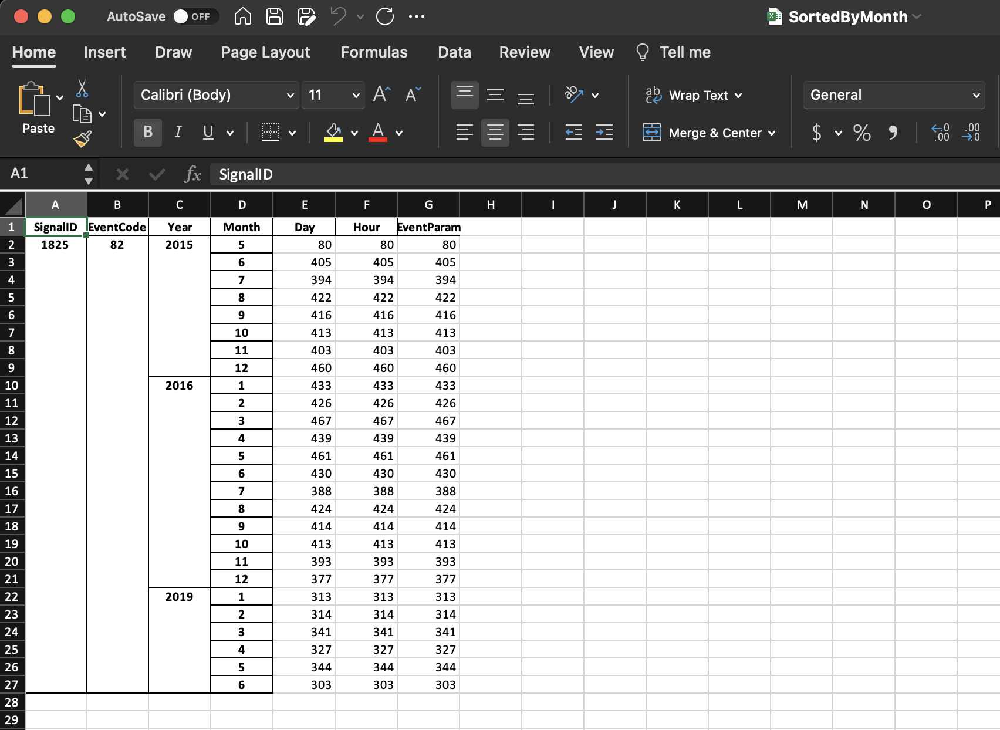 AutoSave OFF SortedByMonth
Home Insert Draw Page Layout Formulas Data Review View Tell me
Paste Calibri (Body) 11 A A ab Wrap Text General
B I U A ab c Merge & Center $ % , .0 .00 .00 .0
A1 fx SignalID
A B C D E F G H I J K L M N O P
1 SignalID EventCode Year Month Day Hour EventParam
2 1825 82 2015 5 80 80 80
3 6 405 405 405
4 7 394 394 394
5 8 422 422 422
6 9 416 416 416
7 10 413 413 413
8 11 403 403 403
9 12 460 460 460
10 2016 1 433 433 433
11 2 426 426 426
12 3 467 467 467
13 4 439 439 439
14 5 461 461 461
15 6 430 430 430
16 7 388 388 388
17 8 424 424 424
18 9 414 414 414
19 10 413 413 413
20 11 393 393 393
21 12 377 377 377
22 2019 1 313 313 313
23 2 314 314 314
24 3 341 341 341
25 4 327 327 327
26 5 344 344 344
27 6 303 303 303
28
29